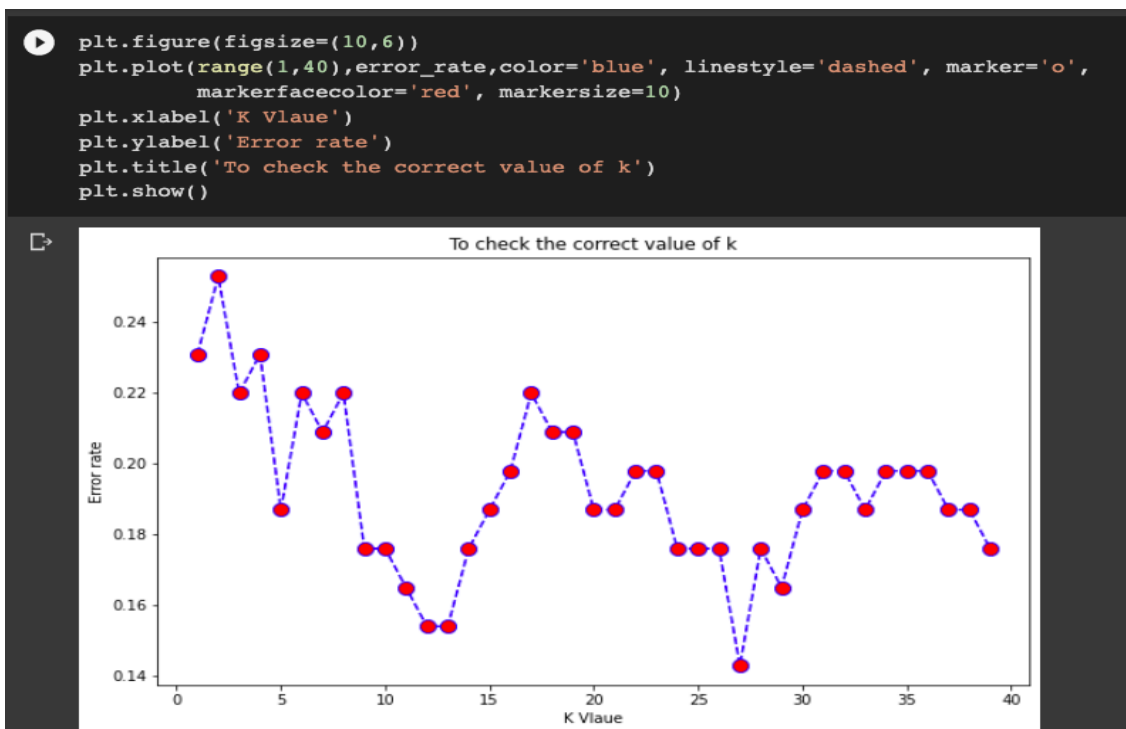 plt.figure(figsize=(10,6))
plt.plot(range(1,40),error_rate,color='blue', linestyle='dashed', marker='o',
markerfacecolor='red', markersize=10)
plt.xlabel('K Vlaue')
plt.ylabel('Error rate')
plt.title('To check the correct value of k')
plt.show()
To check the correct value of k
0.24
0.22
0.20
0.18
0.16
0.14
Error rate
0 5 10 15 20 25 30 35 40
K Vlaue